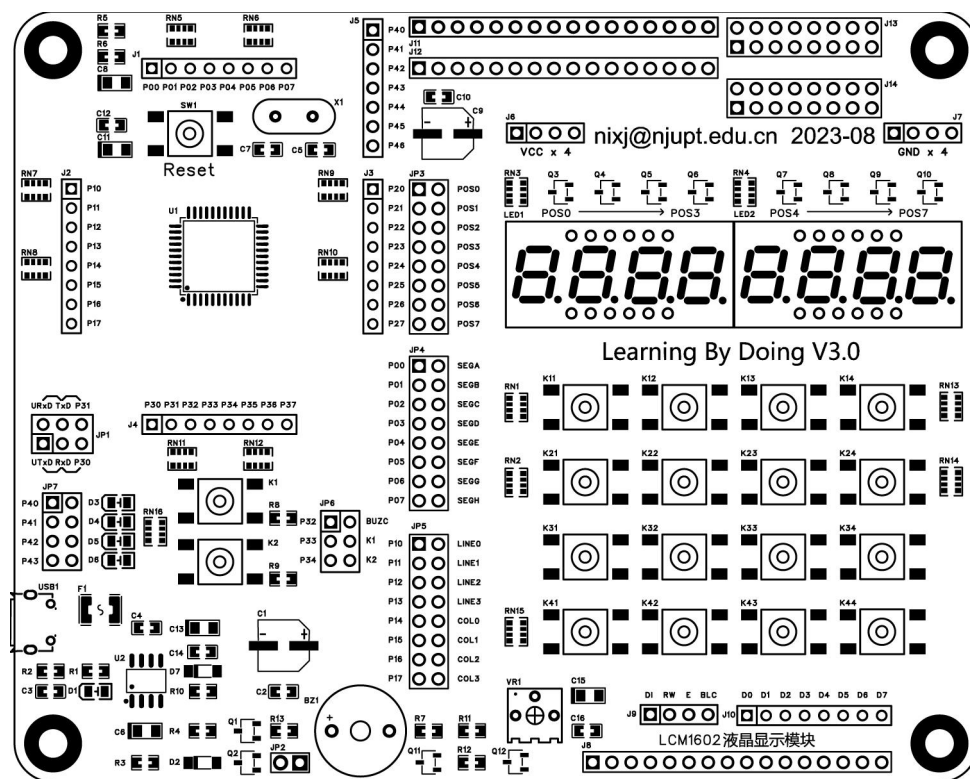 R5
RN5
RN6
J5
P40
J13
R6
J11
P41
J12
C8
J1
P42
P00 P01 P02 P03 P04 P05 P06 P07
P43
J14
SW1
X1
C10
C9
P44
C12
J6
nixj@njupt.edu.cn 2023-08
J7
C11
P45
C7
C5
P46
VCC x 4
GND x 4
Reset
RN7
J2
P10
RN9
J3
P20
JP3
POS0
RN3
Q3
Q4
Q5
Q6
RN4
Q7
Q8
Q9
Q10
P11
P21
POS1
LED1
POS0
POS3
LED2
POS4
POS7
U1
P12
P22
POS2
P13
P23
POS3
RN8
P14
RN10
P24
POS4
P15
P25
POS5
P16
P26
POS6
P17
P27
POS7
Learning By Doing V3.0
JP4
P00
SEGA
P01
SEGB
P02
SEGC
P03
SEGD
P04
SEGE
P05
SEGF
P06
SEGG
P07
SEGH
RN1
K11
K12
K13
K14
RN13
URxD TxD P31
JP1
UTxD RxD P30
J4
P30 P31 P32 P33 P34 P35 P36 P37
RN11
RN12
RN2
K21
K22
K23
K24
RN14
JP7
P40
P41
P42
P43
D3
D4
D5
D6
RN16
K1
R8
K2
R9
JP6
P32
BUZC
P33
K1
P34
K2
JP5
P10
LINE0
P11
LINE1
P12
LINE2
P13
LINE3
P14
COL0
P15
COL1
P16
COL2
P17
COL3
K31
K32
K33
K34
RN15
K41
K42
K43
K44
USB1
F1
C4
C13
C14
C1
- +
R2
R1
U2
D7
C3
D1
R10
C2
BZ1
+
C6
R4
Q1
R13
R7
R11
R3
D2
Q2
JP2
Q11
R12
Q12
VR1
C15
C16
DI RW E BLC
J9
D0 D1 D2 D3 D4 D5 D6 D7
J10
LCM1602液晶显示模块
J8